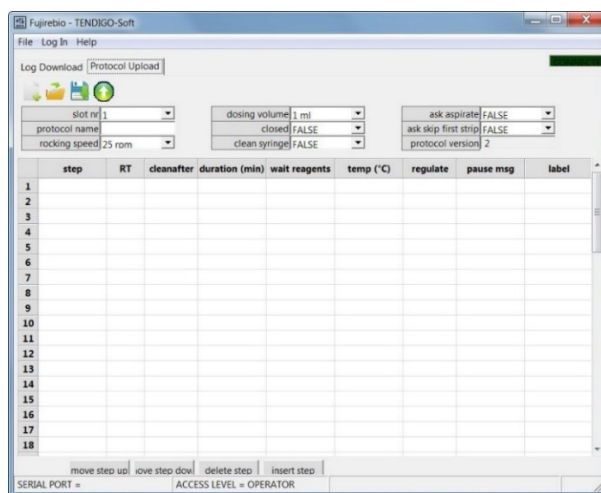 Fujirebio - TENDIGO-Soft
File Log In Help
Log Download Protocol Upload
slot nr 1 dosing volume 1 ml ask aspirate FALSE
protocol name closed FALSE ask skip first strip FALSE
rocking speed 25 rom clean syringe FALSE protocol version 2
step RT cleanafter duration (min) wait reagents temp (°C) regulate pause msg label
1
2
3
4
5
6
7
8
9
10
11
12
13
14
15
16
17
18
move step up ove step dow delete step insert step
SERIAL PORT = ACCESS LEVEL = OPERATOR